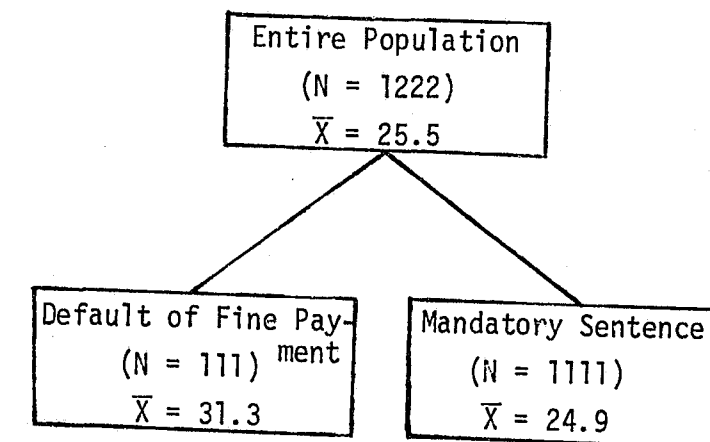 Entire Population
(N = 1222)
X̅ = 25.5
Default of Fine Pay-
ment
(N = 111)
X̅ = 31.3
Mandatory Sentence
(N = 1111)
X̅ = 24.9